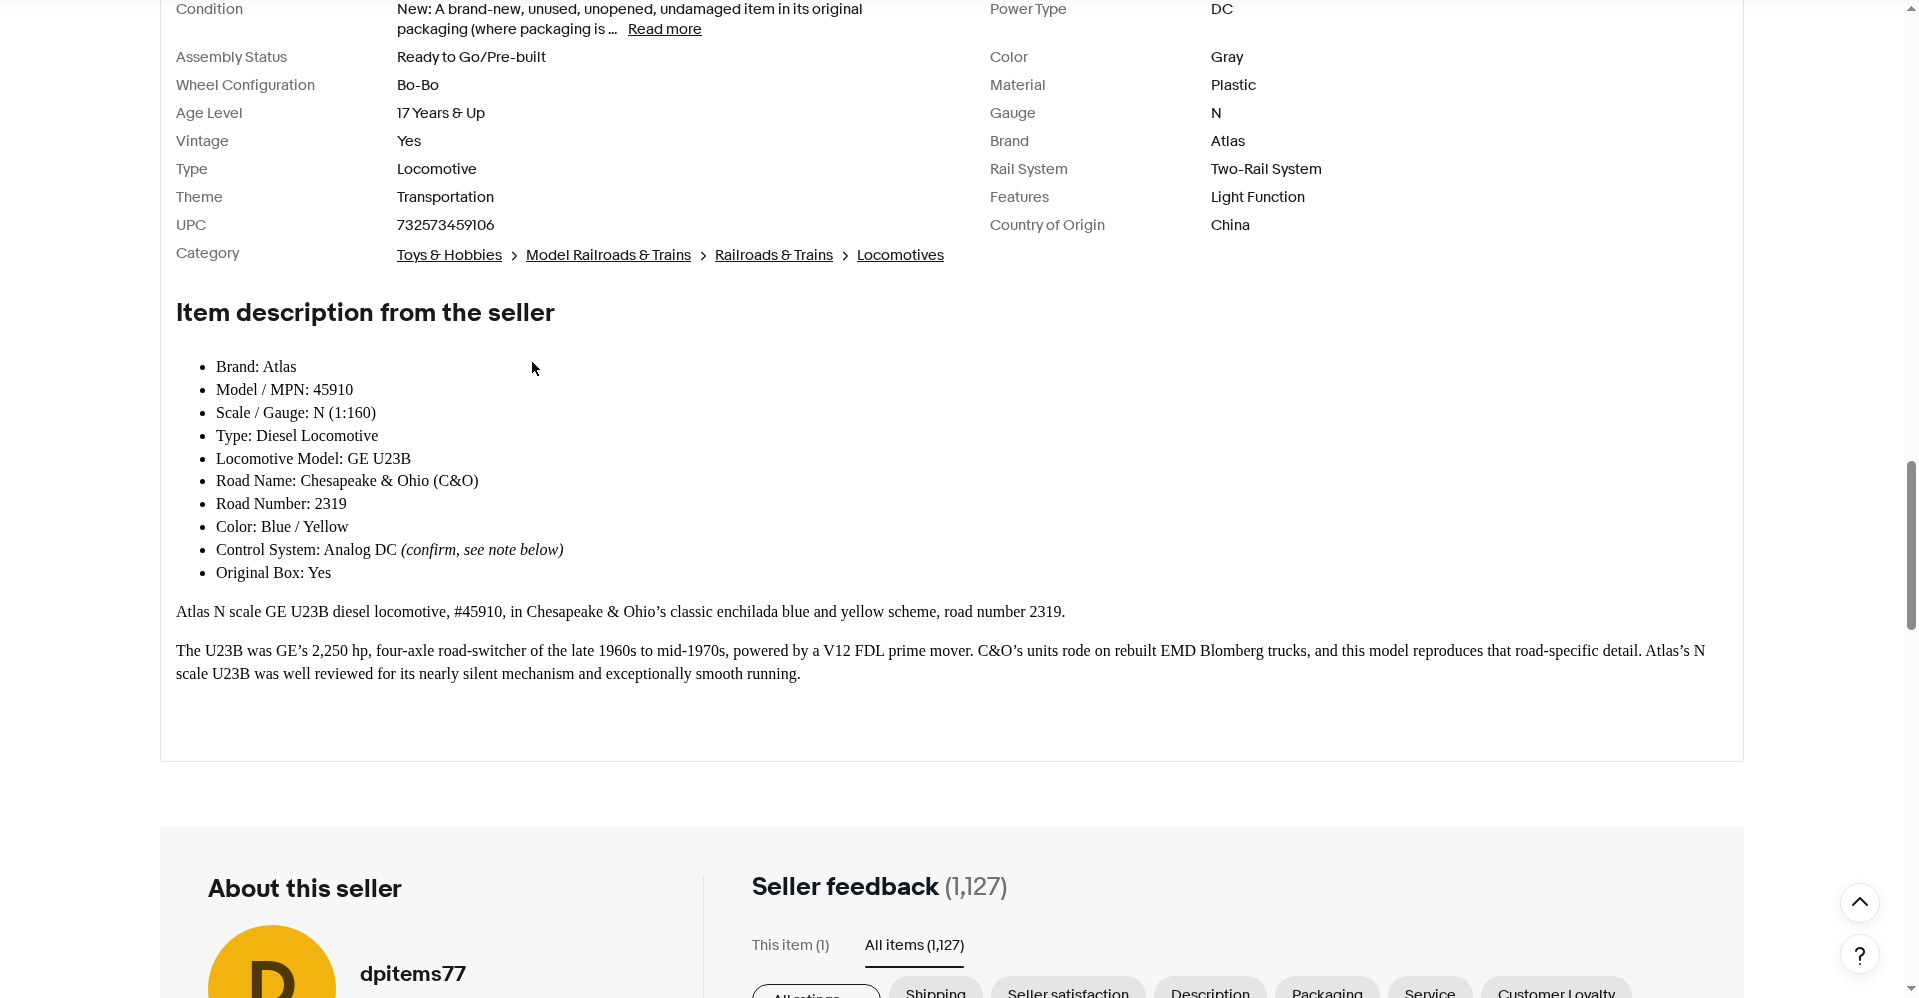 Condition New: A brand-new, unused, unopened, undamaged item in its original Power Type DC
packaging (where packaging is ... Read more
Assembly Status Ready to Go/Pre-built Color Gray
Wheel Configuration Bo-Bo Material Plastic
Age Level 17 Years & Up Gauge N
Vintage Yes Brand Atlas
Type Locomotive Rail System Two-Rail System
Theme Transportation Features Light Function
UPC 732573459106 Country of Origin China
Category Toys & Hobbies > Model Railroads & Trains > Railroads & Trains > Locomotives
Item description from the seller
• Brand: Atlas
• Model / MPN: 45910
• Scale / Gauge: N (1:160)
• Type: Diesel Locomotive
• Locomotive Model: GE U23B
• Road Name: Chesapeake & Ohio (C&O)
• Road Number: 2319
• Color: Blue / Yellow
• Control System: Analog DC (confirm, see note below)
• Original Box: Yes
Atlas N scale GE U23B diesel locomotive, #45910, in Chesapeake & Ohio’s classic enchilada blue and yellow scheme, road number 2319.
The U23B was GE’s 2,250 hp, four-axle road-switcher of the late 1960s to mid-1970s, powered by a V12 FDL prime mover. C&O’s units rode on rebuilt EMD Blomberg trucks, and this model reproduces that road-specific detail. Atlas’s N
scale U23B was well reviewed for its nearly silent mechanism and exceptionally smooth running.
About this seller
Seller feedback (1,127)
This item (1) All items (1,127)
D
dpitems77
All ratings Shipping Seller satisfaction Description Packaging Service Customer Loyalty
?